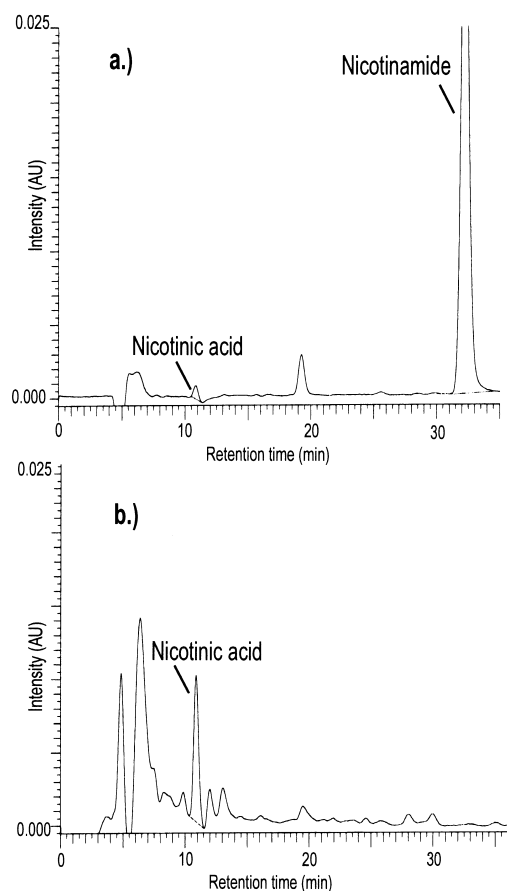 0.025
a.)
Nicotinamide
Intensity (AU)
Nicotinic acid
0.000
0 10 20 30
Retention time (min)
0.025
b.)
Nicotinic acid
Intensity (AU)
0.000
0 10 20 30
Retention time (min)